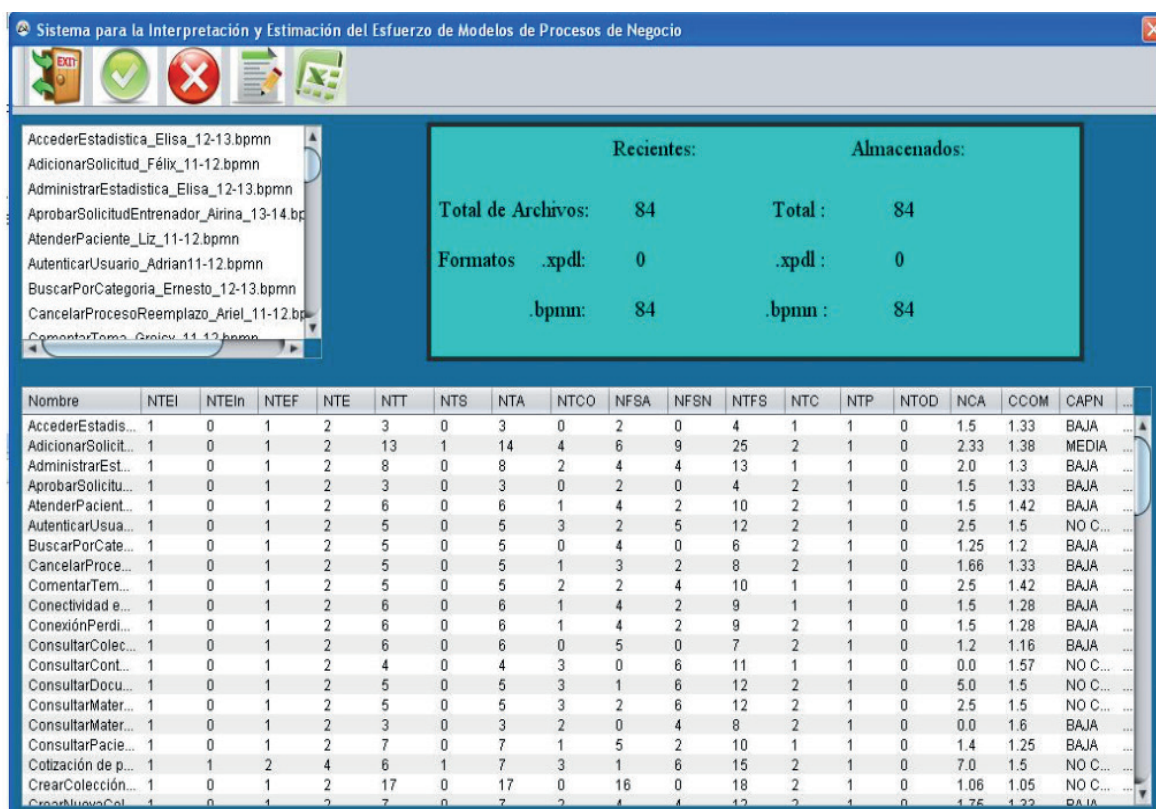 Sistema para la Interpretación y Estimación del Esfuerzo de Modelos de Procesos de Negocio
EXIT
AccederEstadistica_Elisa_12-13.bpmn
AdicionarSolicitud_Félix_11-12.bpmn
AdministrarEstadistica_Elisa_12-13.bpmn
AprobarSolicitudEntrenador_Airina_13-14.bp
AtenderPaciente_Liz_11-12.bpmn
AutenticarUsuario_Adrian11-12.bpmn
BuscarPorCategoria_Ernesto_12-13.bpmn
CancelarProcesoReemplazo_Ariel_11-12.bp
ComentarTema_Greicy_11_12.bpmn
Recientes: Almacenados:
Total de Archivos: 84 Total : 84
Formatos .xpdl: 0 .xpdl : 0
.bpmn: 84 .bpmn : 84
Nombre NTEI NTEIn NTEF NTE NTT NTS NTA NTCO NFSA NFSN NTFS NTC NTP NTOD NCA CCOM CAPN ...
AccederEstadis... 1 0 1 2 3 0 3 0 2 0 4 1 1 0 1.5 1.33 BAJA ...
AdicionarSolicit... 1 0 1 2 13 1 14 4 6 9 25 2 1 0 2.33 1.38 MEDIA ...
AdministrarEst... 1 0 1 2 8 0 8 2 4 4 13 1 1 0 2.0 1.3 BAJA ...
AprobarSolicitu... 1 0 1 2 3 0 3 0 2 0 4 2 1 0 1.5 1.33 BAJA ...
AtenderPacient... 1 0 1 2 6 0 6 1 4 2 10 2 1 0 1.5 1.42 BAJA ...
AutenticarUsua... 1 0 1 2 5 0 5 3 2 5 12 2 1 0 2.5 1.5 NO C... ...
BuscarPorCate... 1 0 1 2 5 0 5 0 4 0 6 2 1 0 1.25 1.2 BAJA ...
CancelarProce... 1 0 1 2 5 0 5 1 3 2 8 2 1 0 1.66 1.33 BAJA ...
ComentarTem... 1 0 1 2 5 0 5 2 2 4 10 1 1 0 2.5 1.42 BAJA ...
Conectividad e... 1 0 1 2 6 0 6 1 4 2 9 1 1 0 1.5 1.28 BAJA ...
ConexiónPerdi... 1 0 1 2 6 0 6 1 4 2 9 2 1 0 1.5 1.28 BAJA ...
ConsultarColec... 1 0 1 2 6 0 6 0 5 0 7 2 1 0 1.2 1.16 BAJA ...
ConsultarCont... 1 0 1 2 4 0 4 3 0 6 11 1 1 0 0.0 1.57 NO C... ...
ConsultarDocu... 1 0 1 2 5 0 5 3 1 6 12 2 1 0 5.0 1.5 NO C... ...
ConsultarMater... 1 0 1 2 5 0 5 3 2 6 12 2 1 0 2.5 1.5 NO C... ...
ConsultarMater... 1 0 1 2 3 0 3 2 0 4 8 2 1 0 0.0 1.6 BAJA ...
ConsultarPacie... 1 0 1 2 7 0 7 1 5 2 10 1 1 0 1.4 1.25 BAJA ...
Cotización de p... 1 1 2 4 6 1 7 3 1 6 15 2 1 0 7.0 1.5 NO C... ...
CrearColección... 1 0 1 2 17 0 17 0 16 0 18 2 1 0 1.06 1.05 NO C... ...
CrearNuevaCol... 1 0 1 2 7 0 7 2 4 4 12 2 1 0 1.75 1.33 BAJA ...